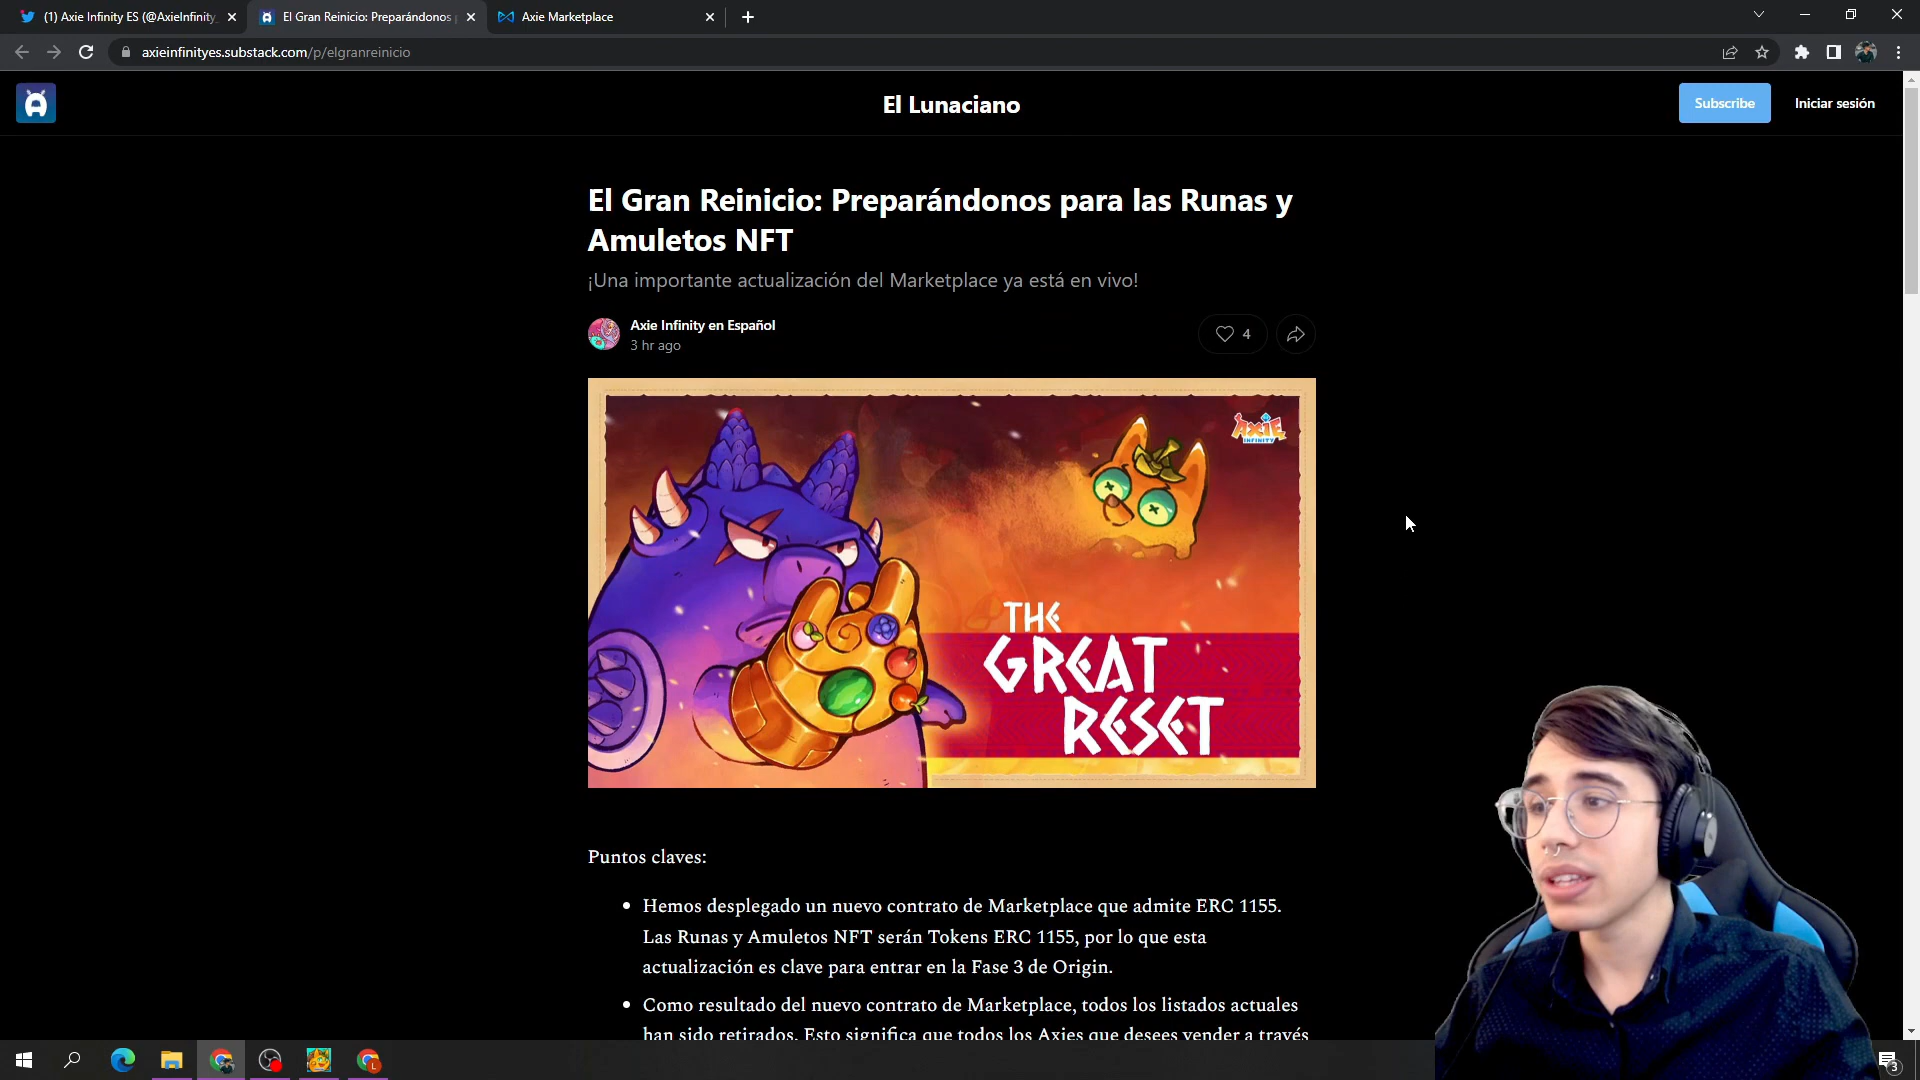 (1) Axie Infinity ES (@AxieInfinity_
El Gran Reinicio: Preparándonos
Axie Marketplace
axieinfinityes.substack.com/p/elgranreinicio
El Lunaciano
Subscribe
Iniciar sesión
El Gran Reinicio: Preparándonos para las Runas y
Amuletos NFT
¡Una importante actualización del Marketplace ya está en vivo!
Axie Infinity en Español
3 hr ago
4
AXIE
INFINITY
THE
GREAT
RESET
Puntos claves:
Hemos desplegado un nuevo contrato de Marketplace que admite ERC 1155.
Las Runas y Amuletos NFT serán Tokens ERC 1155, por lo que esta
actualización es clave para entrar en la Fase 3 de Origin.
Como resultado del nuevo contrato de Marketplace, todos los listados actuales
han sido retirados. Esto significa que todos los Axies que desees vender a través
L
3